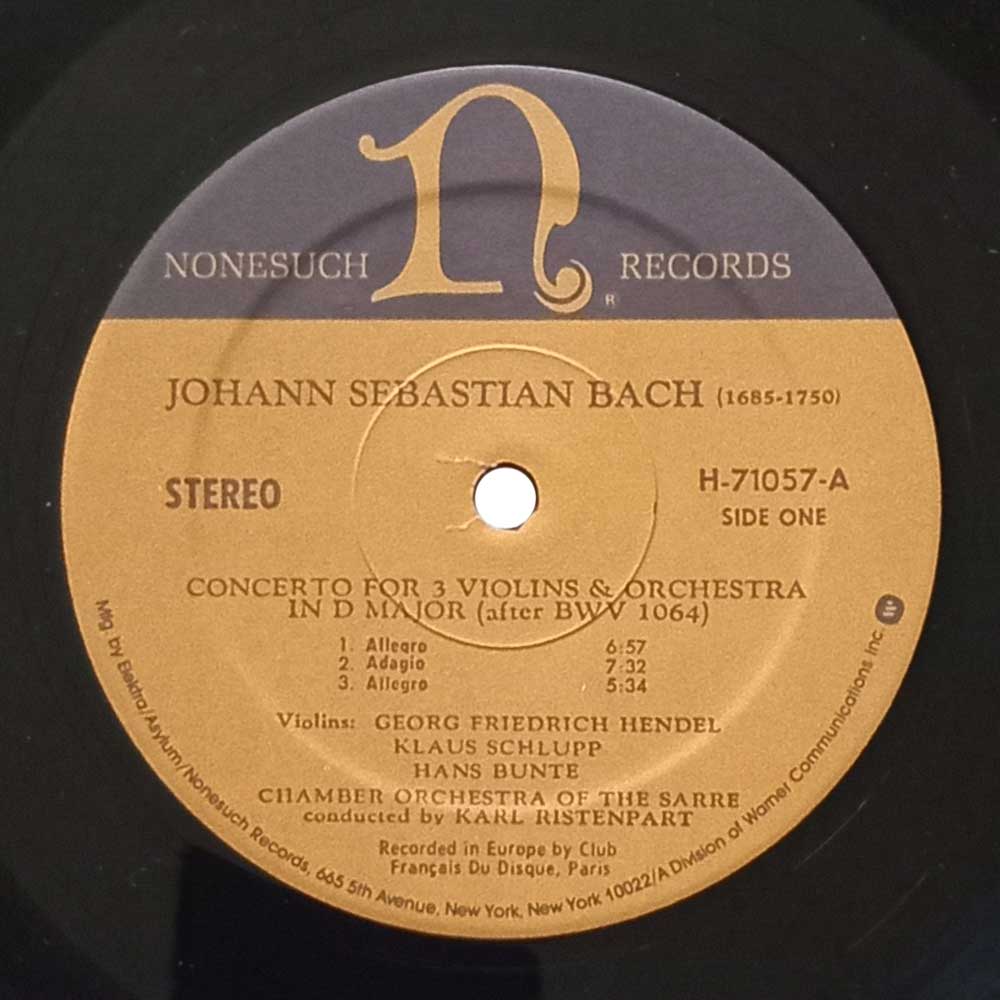 n
NONESUCH RECORDS
®
JOHANN SEBASTIAN BACH (1685-1750)
STEREO
H-71057-A
SIDE ONE
CONCERTO FOR 3 VIOLINS & ORCHESTRA
IN D MAJOR (after BWV 1064)
1. Allegro 6:57
2. Adagio 7:32
3. Allegro 5:34
Violins: GEORG FRIEDRICH HENDEL
KLAUS SCHLUPP
HANS BUNTE
CHAMBER ORCHESTRA OF THE SARRE
conducted by KARL RISTENPART
Recorded in Europe by Club
Français Du Disque, Paris
Mfg. by Elektra/Asylum/Nonesuch Records, 665 5th Avenue, New York, New York 10022/A Division of Warner Communications Inc.